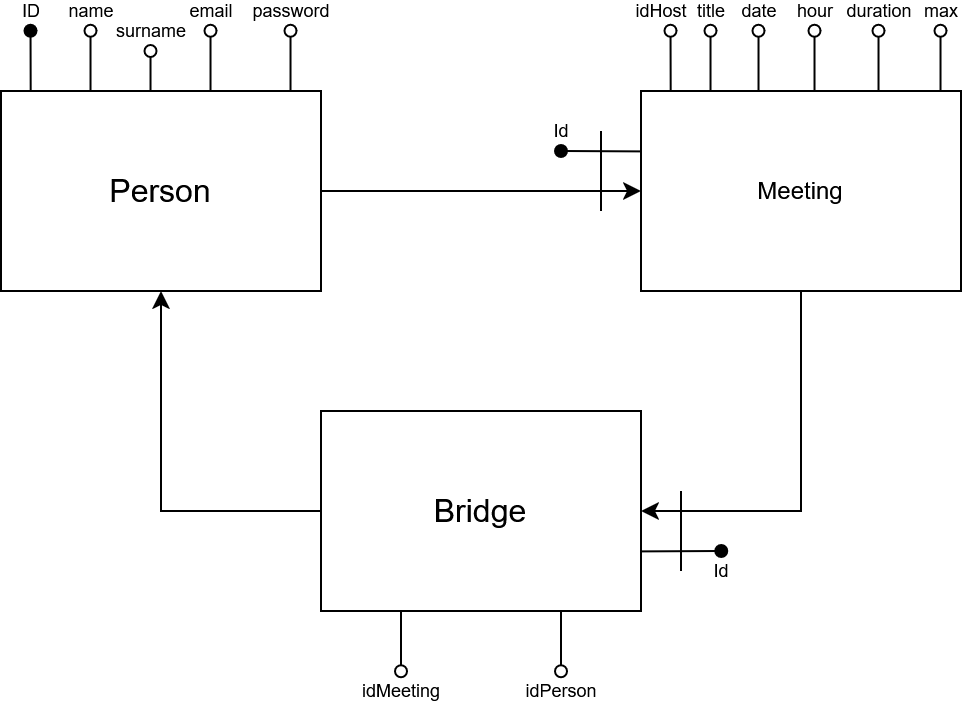 ID
name
surname
email
password
idHost
title
date
hour
duration
max
Id
Person
Meeting
Bridge
Id
idMeeting
idPerson